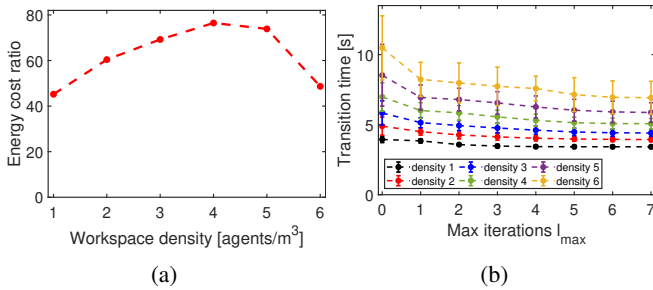 80
60
40
20
0
Energy cost ratio
1 2 3 4 5 6
Workspace density [agents/m³]
(a)
10
5
0
Transition time [s]
density 1 density 3 density 5
density 2 density 4 density 6
0 1 2 3 4 5 6 7
Max iterations l_max
(b)